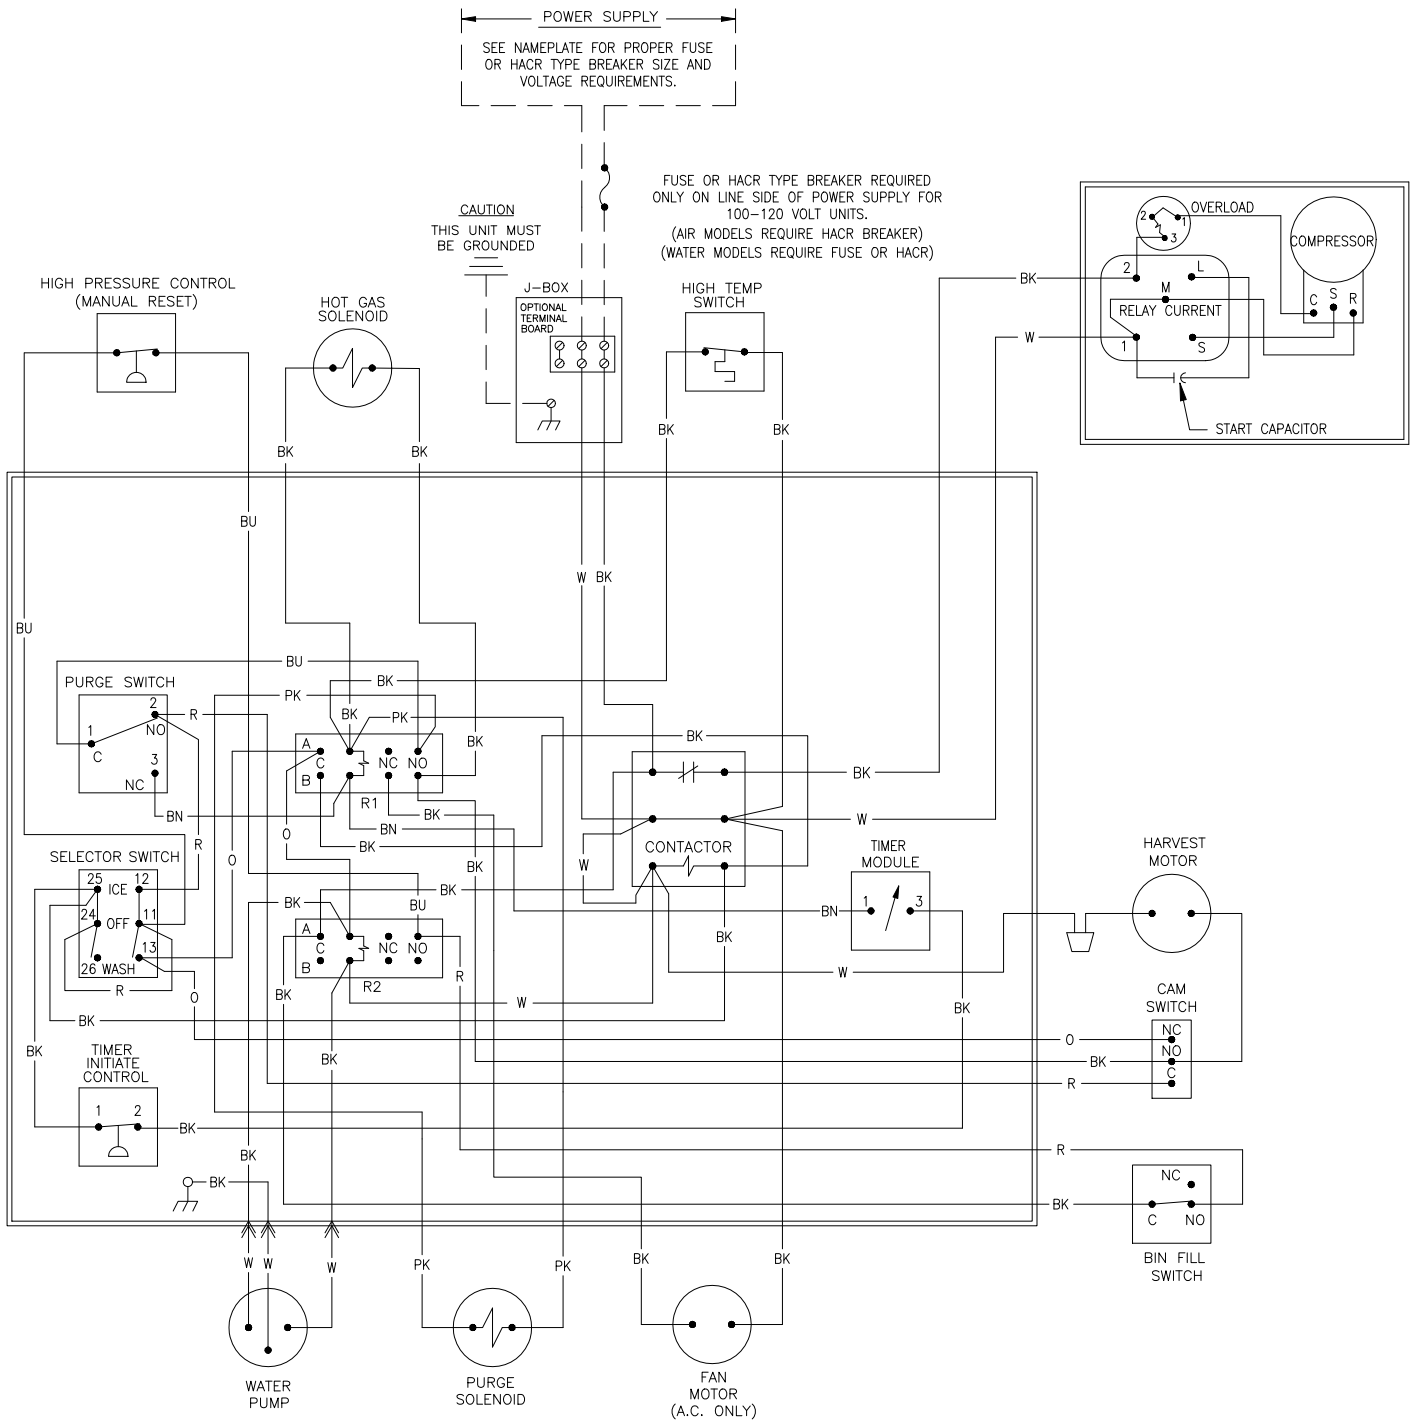 POWER SUPPLY
SEE NAMEPLATE FOR PROPER FUSE
OR HACR TYPE BREAKER SIZE AND
VOLTAGE REQUIREMENTS.
FUSE OR HACR TYPE BREAKER REQUIRED
ONLY ON LINE SIDE OF POWER SUPPLY FOR
100-120 VOLT UNITS.
(AIR MODELS REQUIRE HACR BREAKER)
(WATER MODELS REQUIRE FUSE OR HACR)
CAUTION
THIS UNIT MUST
BE GROUNDED
2
1
3
OVERLOAD
COMPRESSOR
2
L
M
RELAY CURRENT
1
S
C
S
R
START CAPACITOR
BK
W
HIGH PRESSURE CONTROL
(MANUAL RESET)
HOT GAS
SOLENOID
J-BOX
OPTIONAL
TERMINAL
BOARD
HIGH TEMP
SWITCH
BK
BK
BK
BK
BU
W
BK
BU
BU
BK
PK
PURGE SWITCH
2
NO
1
C
3
NC
R
BK
PK
BK
BK
A
C
NC
NO
B
R1
BK
BN
BK
BN
R
O
O
BK
W
CONTACTOR
W
BK
TIMER
MODULE
1
3
BN
HARVEST
MOTOR
SELECTOR SWITCH
25
ICE
12
24
OFF
11
13
26
WASH
R
O
BK
BK
BK
BU
A
C
NC
NO
B
R2
R
BK
BK
W
W
BK
CAM
SWITCH
NC
NO
C
O
BK
R
BK
BK
BK
TIMER
INITIATE
CONTROL
1
2
BK
BK
BK
R
BK
NC
C
NO
BIN FILL
SWITCH
W
W
W
PK
PK
BK
BK
WATER
PUMP
PURGE
SOLENOID
FAN
MOTOR
(A.C. ONLY)